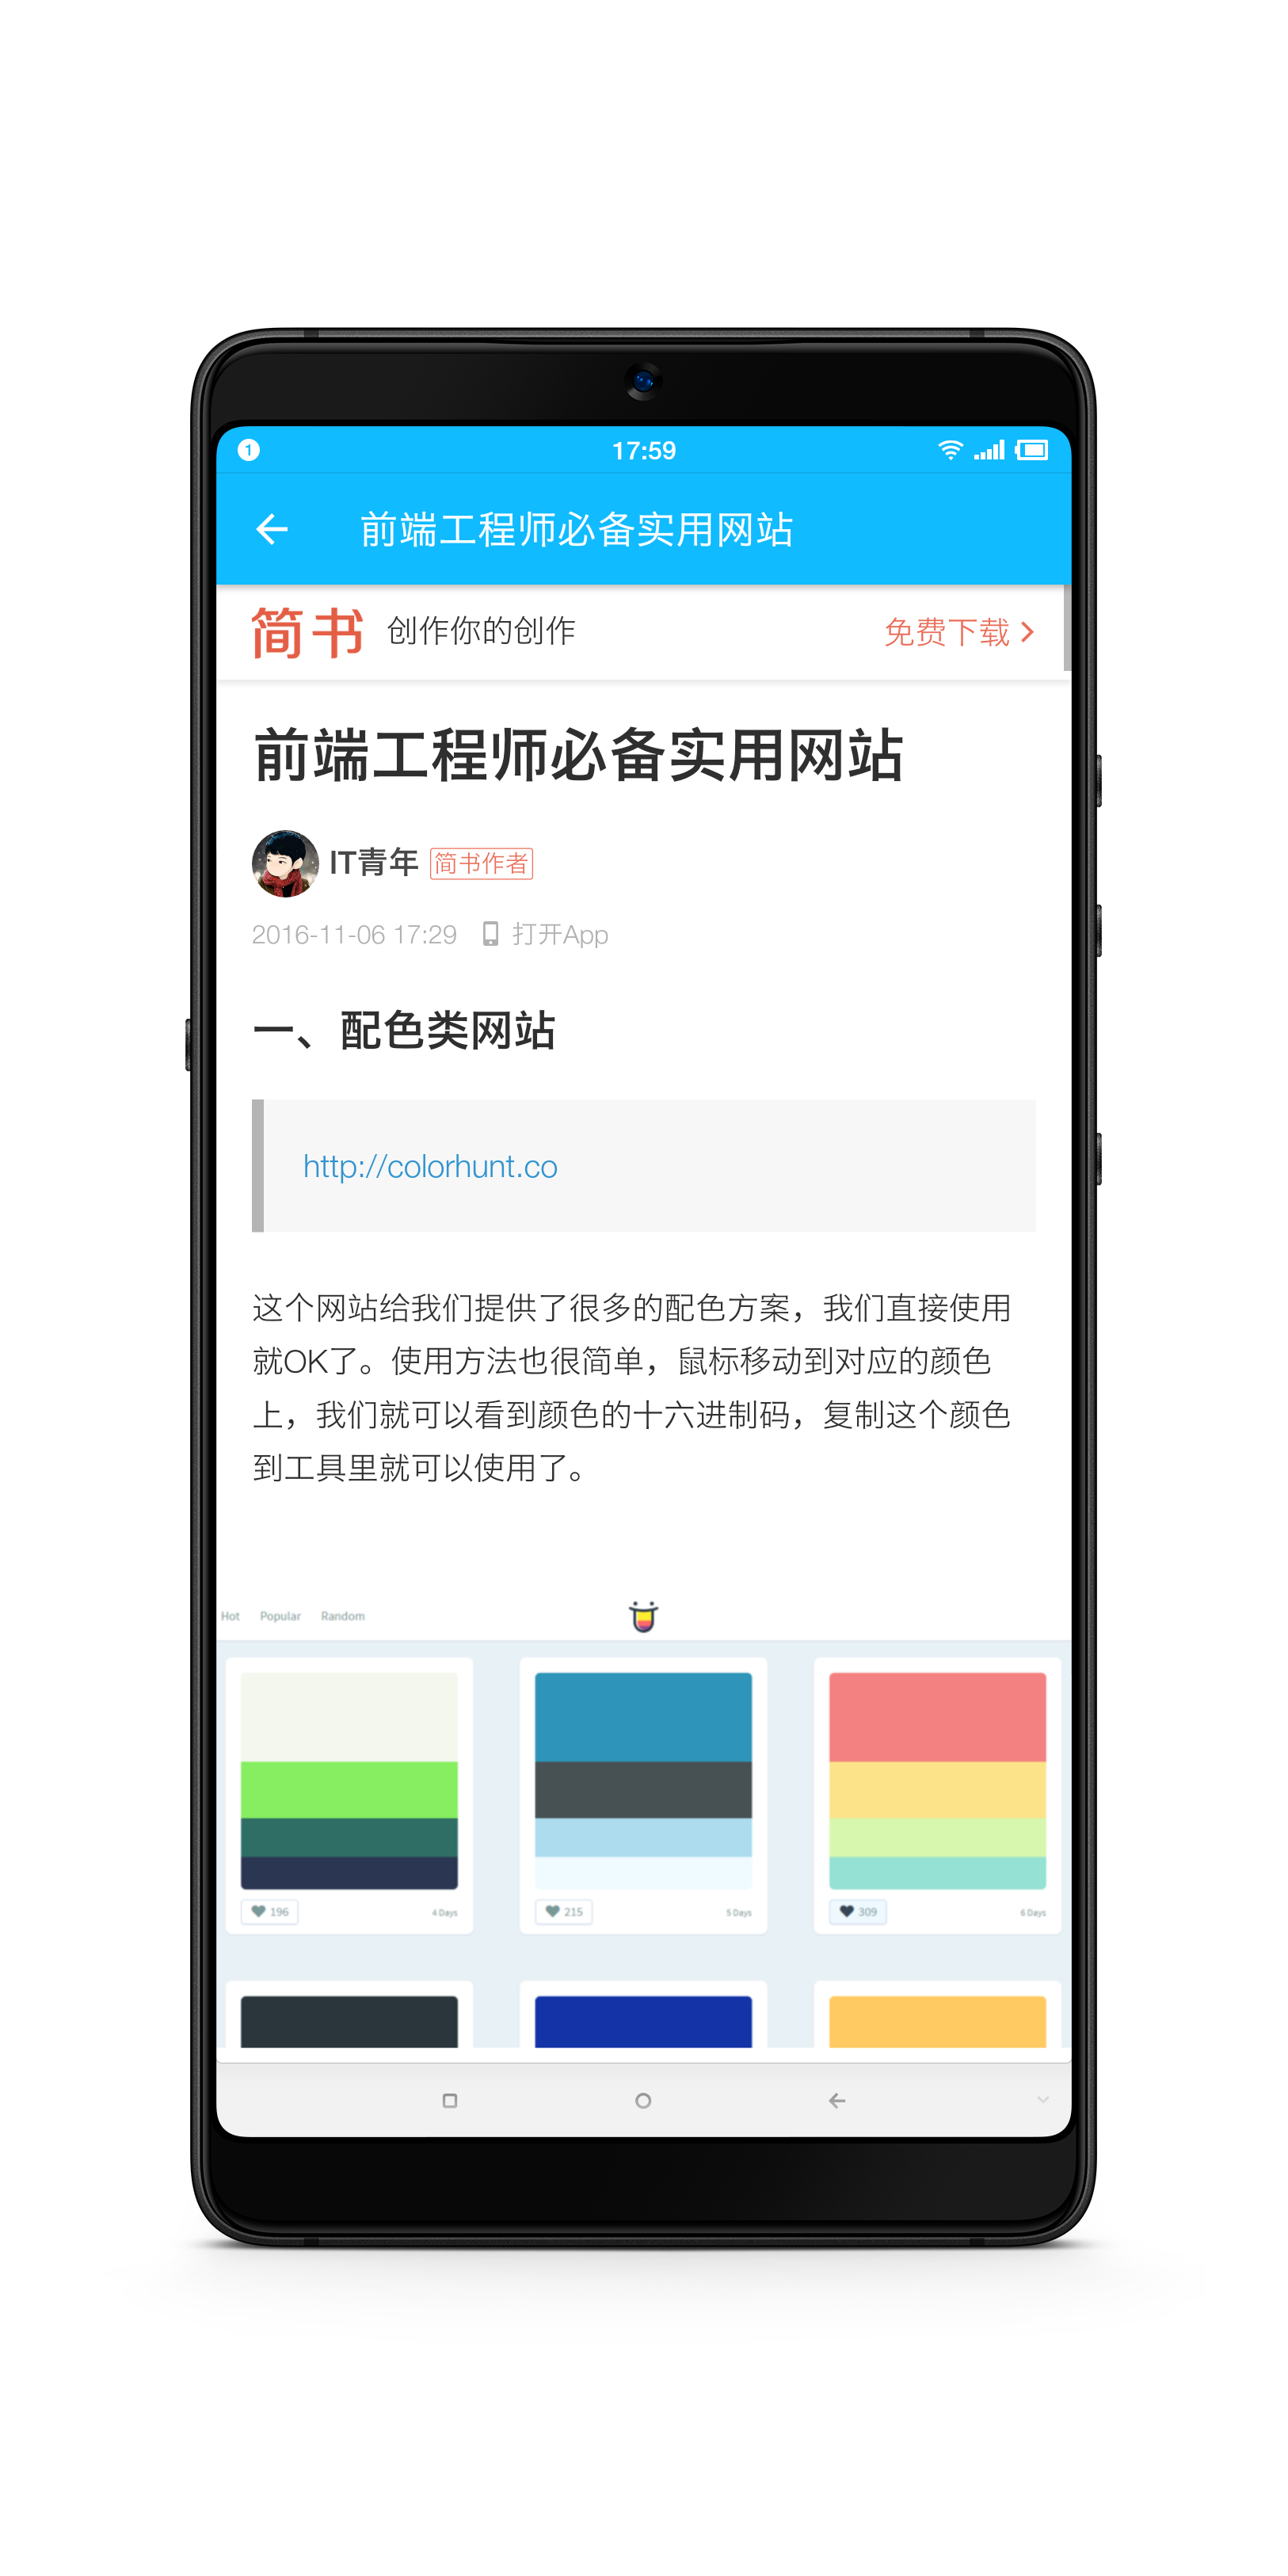 1
17:59
前端工程师必备实用网站
简书 创作你的创作 免费下载
前端工程师必备实用网站
IT青年 简书作者
2016-11-06 17:29 打开App
一、配色类网站
http://colorhunt.co
这个网站给我们提供了很多的配色方案，我们直接使用
就OK了。使用方法也很简单，鼠标移动到对应的颜色
上，我们就可以看到颜色的十六进制码，复制这个颜色
到工具里就可以使用了。
Hot Popular Random
196 4 Days 215 5 Days 309 6 Days